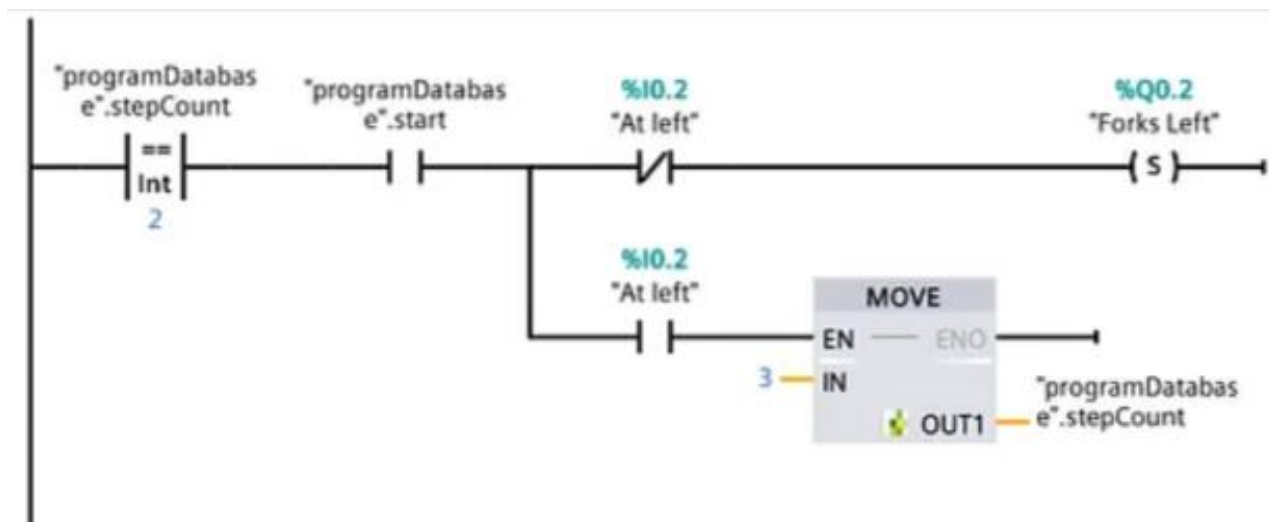 "programDatabas
e".stepCount
==
Int
2
"programDatabas
e".start
%I0.2
"At left"
%Q0.2
"Forks Left"
S
%I0.2
"At left"
MOVE
EN
ENO
3
IN
OUT1
"programDatabas
e".stepCount